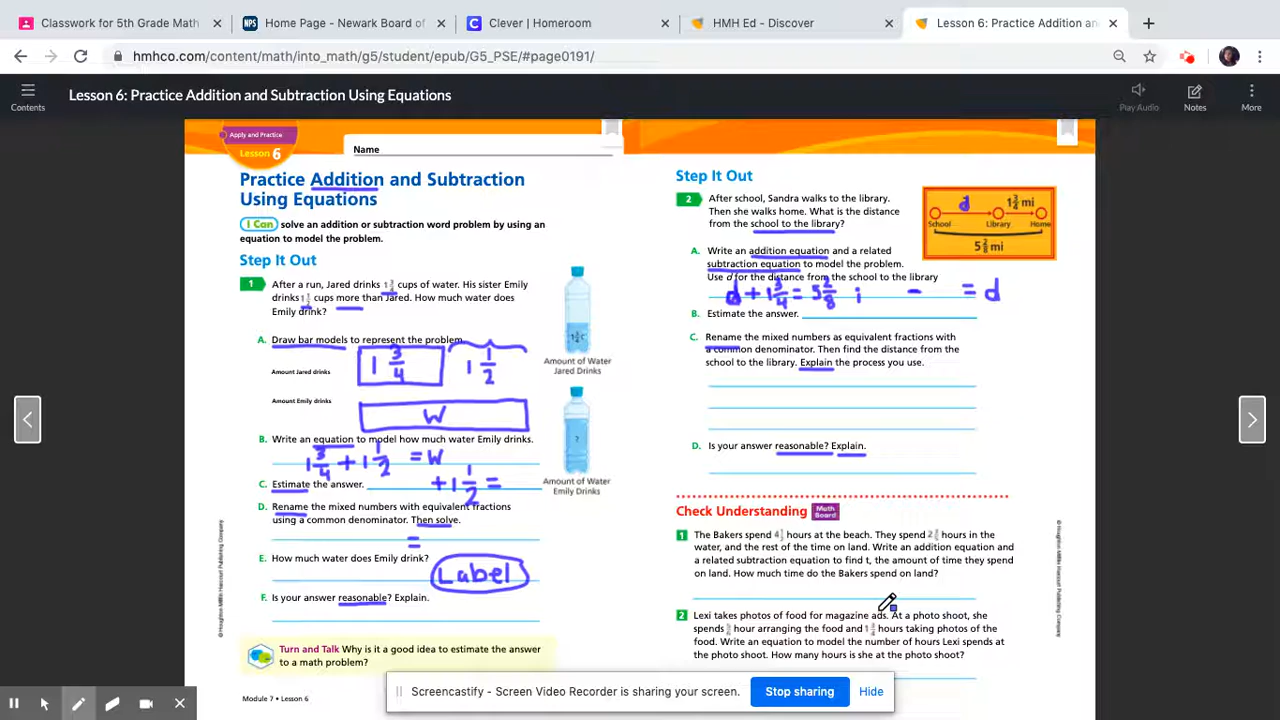 Classwork for 5th Grade Math
Home Page - Newark Board of
Clever | Homeroom
HMH Ed - Discover
Lesson 6: Practice Addition and
hmhco.com/content/math/into_math/g5/student/epub/G5_PSE/#page0191/
Contents
Lesson 6: Practice Addition and Subtraction Using Equations
Play Audio
Notes
More
Apply and Practice
Lesson 6
Name
Practice Addition and Subtraction
Using Equations
I Can solve an addition or subtraction word problem by using an
equation to model the problem.
Step It Out
1 After a run, Jared drinks 1 3/4 cups of water. His sister Emily
drinks 1 1/2 cups more than Jared. How much water does
Emily drink?
A. Draw bar models to represent the problem.
Amount Jared drinks
1 3/4 1 1/2
Amount Emily drinks
W
B. Write an equation to model how much water Emily drinks.
1 3/4 + 1 1/2 = W
C. Estimate the answer.
+ 1 1/2 =
D. Rename the mixed numbers with equivalent fractions
using a common denominator. Then solve.
=
E. How much water does Emily drink?
Label
F. Is your answer reasonable? Explain.
Turn and Talk Why is it a good idea to estimate the answer
to a math problem?
Module 7 • Lesson 6
Amount of Water
Jared Drinks
?
Amount of Water
Emily Drinks
© Houghton Mifflin Harcourt Publishing Company
Step It Out
2 After school, Sandra walks to the library.
Then she walks home. What is the distance
from the school to the library?
d 1 3/4 mi
School Library Home
5 2/8 mi
A. Write an addition equation and a related
subtraction equation to model the problem.
Use d for the distance from the school to the library
d + 1 3/4 = 5 2/8 ; - = d
B. Estimate the answer.
C. Rename the mixed numbers as equivalent fractions with
a common denominator. Then find the distance from the
school to the library. Explain the process you use.
D. Is your answer reasonable? Explain.
Check Understanding Math Board
1 The Bakers spend hours at the beach. They spend hours in the
water, and the rest of the time on land. Write an addition equation and
a related subtraction equation to find t, the amount of time they spend
on land. How much time do the Bakers spend on land?
2 Lexi takes photos of food for magazine ads. At a photo shoot, she
spends hour arranging the food and hours taking photos of the
food. Write an equation to model the number of hours Lexi spends at
the photo shoot. How many hours is she at the photo shoot?
© Houghton Mifflin Harcourt Publishing Company
Screencastify - Screen Video Recorder is sharing your screen.
Stop sharing
Hide